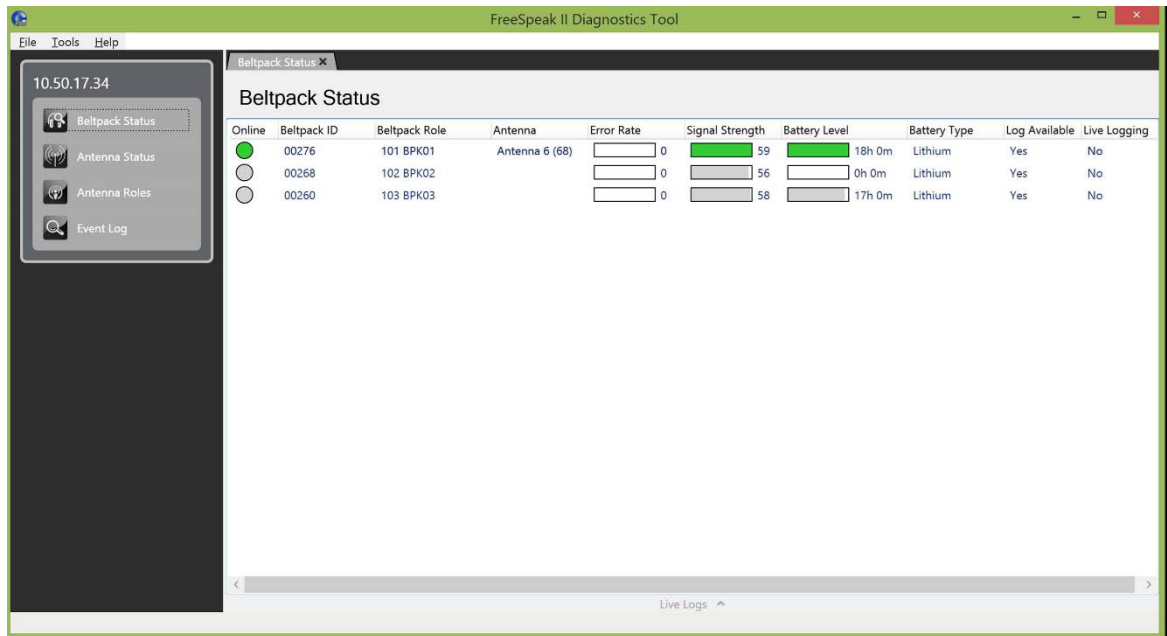 FreeSpeak II Diagnostics Tool
File Tools Help
10.50.17.34
Beltpack Status
Antenna Status
Antenna Roles
Event Log
Beltpack Status ×
Beltpack Status
Online Beltpack ID Beltpack Role Antenna Error Rate Signal Strength Battery Level Battery Type Log Available Live Logging
00276 101 BPK01 Antenna 6 (68) 0 59 18h 0m Lithium Yes No
00268 102 BPK02 0 56 0h 0m Lithium Yes No
00260 103 BPK03 0 58 17h 0m Lithium Yes No
Live Logs